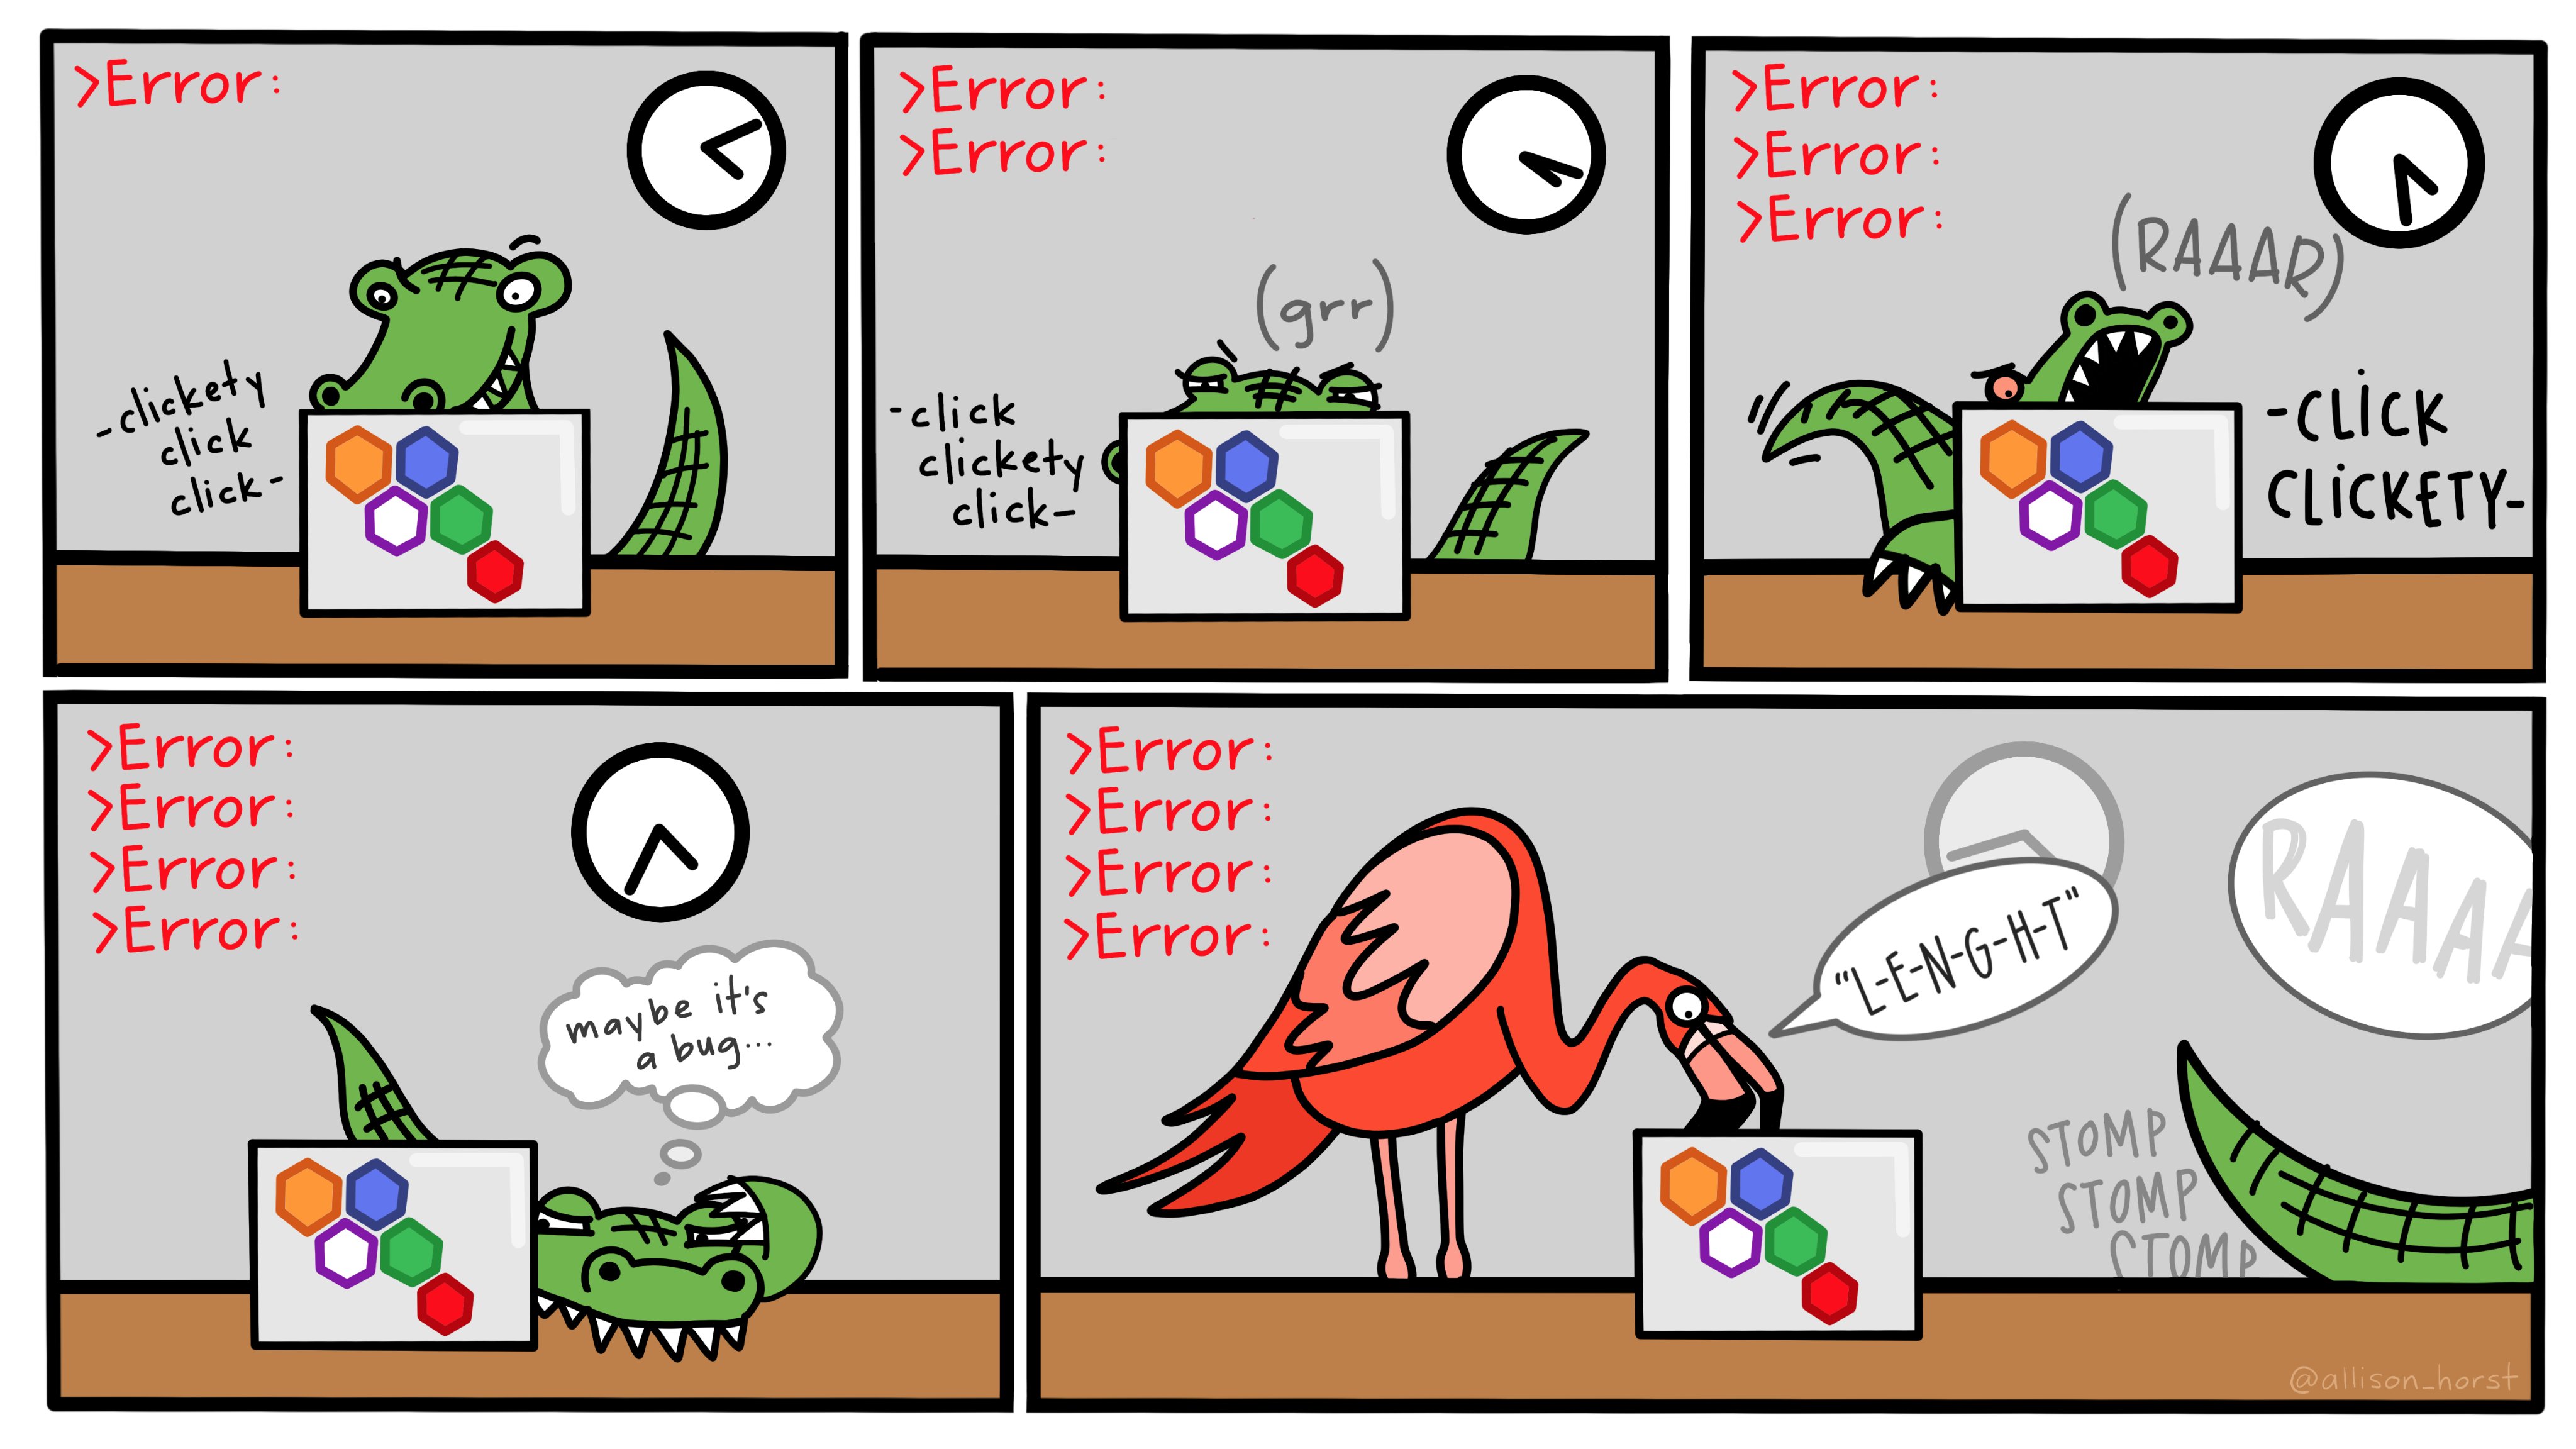 >Error:
-clickety
click
click-
>Error:
>Error:
(grr)
-click
clickety
click-
>Error:
>Error:
>Error:
(RAAAR)
-CLICK
CLICKETY-
>Error:
>Error:
>Error:
>Error:
maybe it's
a bug...
>Error:
>Error:
>Error:
>Error:
"L-E-N-G-H-T"
RAAAA
STOMP
STOMP
STOMP
@allison_horst